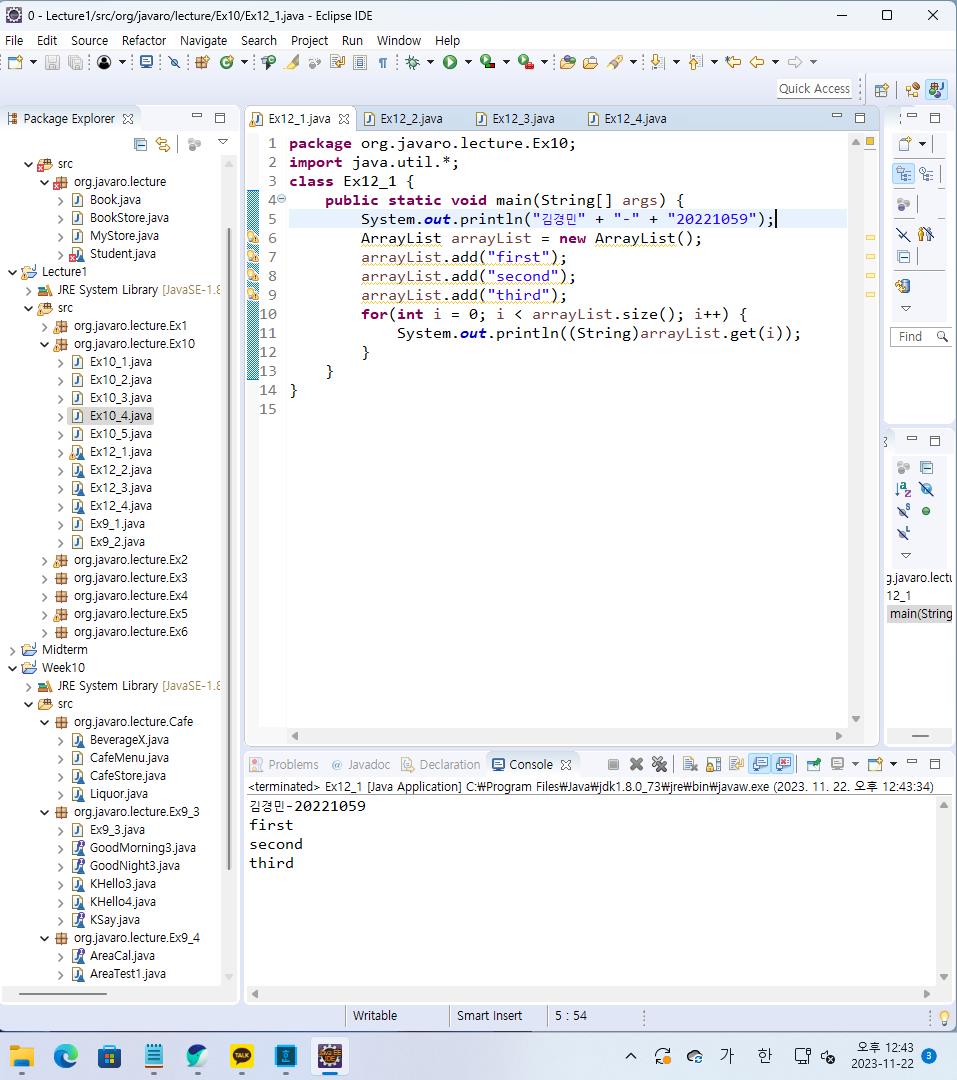 0 - Lecture1/src/org/javaro/lecture/Ex10/Ex12_1.java - Eclipse IDE
File Edit Source Refactor Navigate Search Project Run Window Help
Quick Access
Package Explorer
src
org.javaro.lecture
Book.java
BookStore.java
MyStore.java
Student.java
Lecture1
JRE System Library [JavaSE-1.8
src
org.javaro.lecture.Ex1
org.javaro.lecture.Ex10
Ex10_1.java
Ex10_2.java
Ex10_3.java
Ex10_4.java
Ex10_5.java
Ex12_1.java
Ex12_2.java
Ex12_3.java
Ex12_4.java
Ex9_1.java
Ex9_2.java
org.javaro.lecture.Ex2
org.javaro.lecture.Ex3
org.javaro.lecture.Ex4
org.javaro.lecture.Ex5
org.javaro.lecture.Ex6
Midterm
Week10
JRE System Library [JavaSE-1.8
src
org.javaro.lecture.Cafe
BeverageX.java
CafeMenu.java
CafeStore.java
Liquor.java
org.javaro.lecture.Ex9_3
Ex9_3.java
GoodMorning3.java
GoodNight3.java
KHello3.java
KHello4.java
KSay.java
org.javaro.lecture.Ex9_4
AreaCal.java
AreaTest1.java
Ex12_1.java Ex12_2.java Ex12_3.java Ex12_4.java
1 package org.javaro.lecture.Ex10;
2 import java.util.*;
3 class Ex12_1 {
4 public static void main(String[] args) {
5 System.out.println("김경민" + "-" + "20221059");
6 ArrayList arrayList = new ArrayList();
7 arrayList.add("first");
8 arrayList.add("second");
9 arrayList.add("third");
10 for(int i = 0; i < arrayList.size(); i++) {
11 System.out.println((String)arrayList.get(i));
12 }
13 }
14 }
15
Find
g.javaro.lectu
12_1
main(String
Problems @ Javadoc Declaration Console
<terminated> Ex12_1 [Java Application] C:₩Program Files₩Java₩jdk1.8.0_73₩jre₩bin₩javaw.exe (2023. 11. 22. 오후 12:43:34)
김경민-20221059
first
second
third
Writable Smart Insert 5 : 54
TALK
가 한 오후 12:43
2023-11-22 3